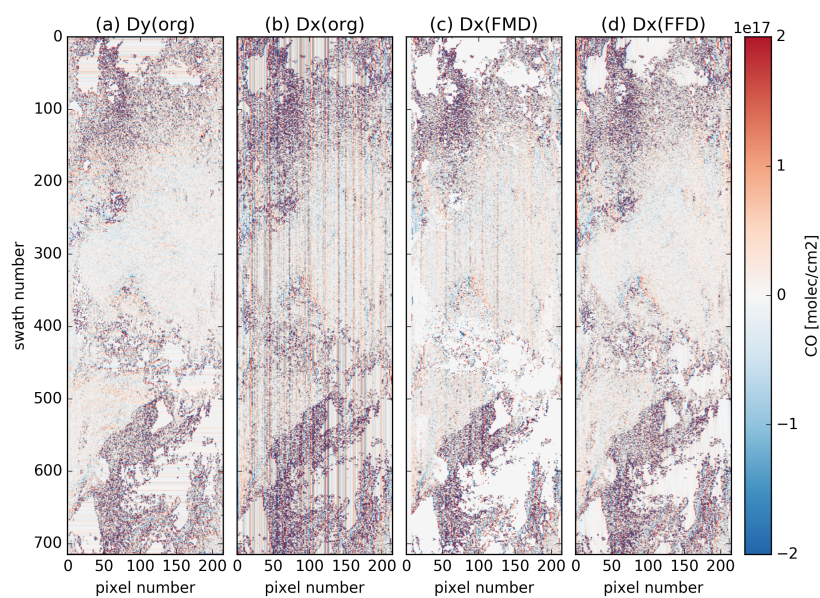 (a) Dy(org) (b) Dx(org) (c) Dx(FMD) (d) Dx(FFD) 1e17
0
100
200
300
400
500
600
700
swath number
0 50 100 150 200 0 50 100 150 200 0 50 100 150 200 0 50 100 150 200
pixel number pixel number pixel number pixel number
2
1
0
−1
−2
CO [molec/cm2]